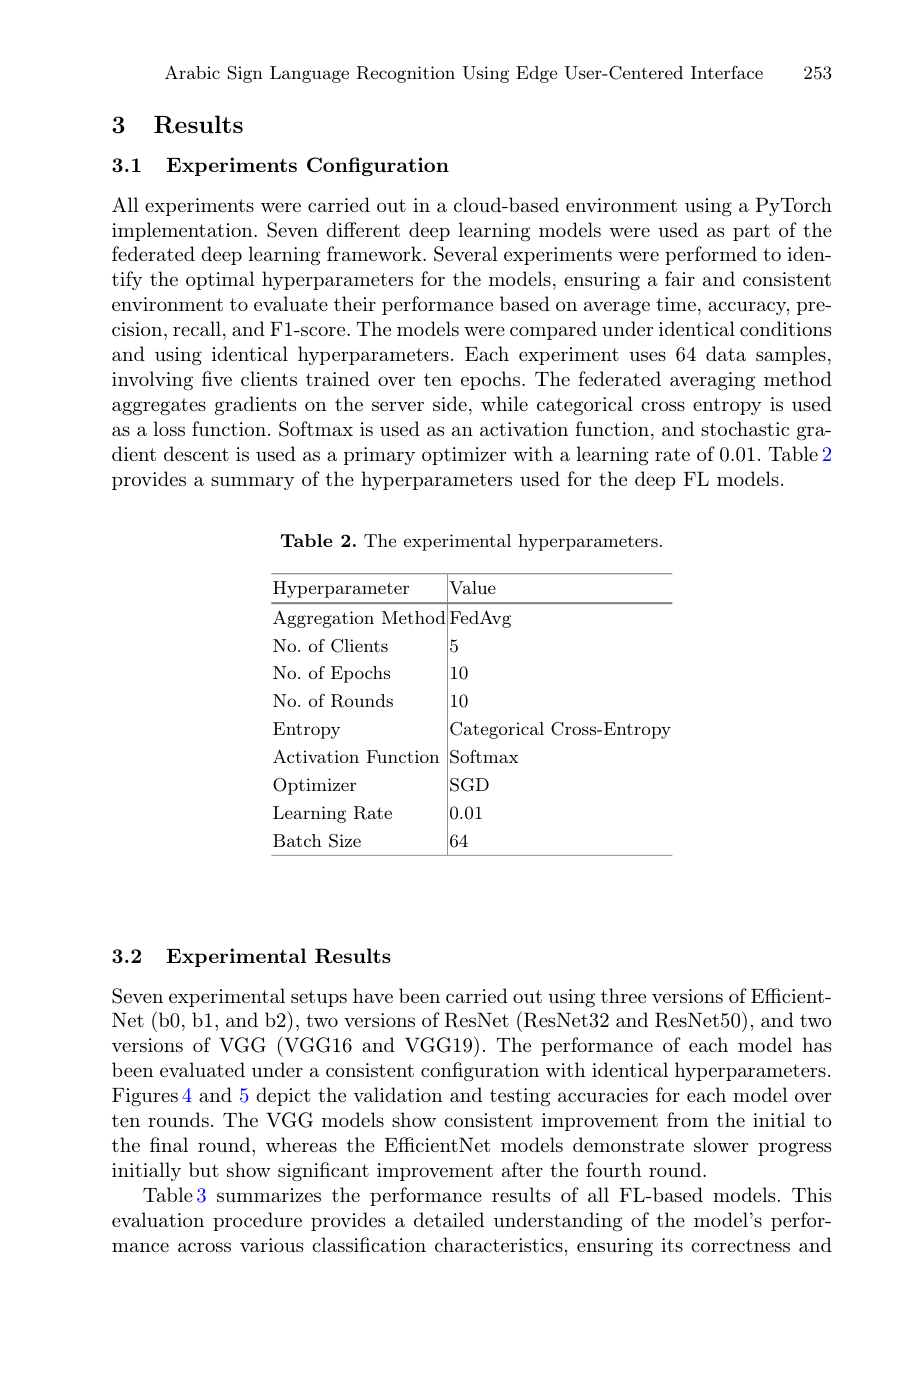 Arabic Sign Language Recognition Using Edge User-Centered Interface 253
3 Results
3.1 Experiments Configuration
All experiments were carried out in a cloud-based environment using a PyTorch
implementation. Seven different deep learning models were used as part of the
federated deep learning framework. Several experiments were performed to iden-
tify the optimal hyperparameters for the models, ensuring a fair and consistent
environment to evaluate their performance based on average time, accuracy, pre-
cision, recall, and F1-score. The models were compared under identical conditions
and using identical hyperparameters. Each experiment uses 64 data samples,
involving five clients trained over ten epochs. The federated averaging method
aggregates gradients on the server side, while categorical cross entropy is used
as a loss function. Softmax is used as an activation function, and stochastic gra-
dient descent is used as a primary optimizer with a learning rate of 0.01. Table 2
provides a summary of the hyperparameters used for the deep FL models.
Table 2. The experimental hyperparameters.
Hyperparameter Value
Aggregation Method FedAvg
No. of Clients 5
No. of Epochs 10
No. of Rounds 10
Entropy Categorical Cross-Entropy
Activation Function Softmax
Optimizer SGD
Learning Rate 0.01
Batch Size 64
3.2 Experimental Results
Seven experimental setups have been carried out using three versions of Efficient-
Net (b0, b1, and b2), two versions of ResNet (ResNet32 and ResNet50), and two
versions of VGG (VGG16 and VGG19). The performance of each model has
been evaluated under a consistent configuration with identical hyperparameters.
Figures 4 and 5 depict the validation and testing accuracies for each model over
ten rounds. The VGG models show consistent improvement from the initial to
the final round, whereas the EfficientNet models demonstrate slower progress
initially but show significant improvement after the fourth round.
Table 3 summarizes the performance results of all FL-based models. This
evaluation procedure provides a detailed understanding of the model's perfor-
mance across various classification characteristics, ensuring its correctness and